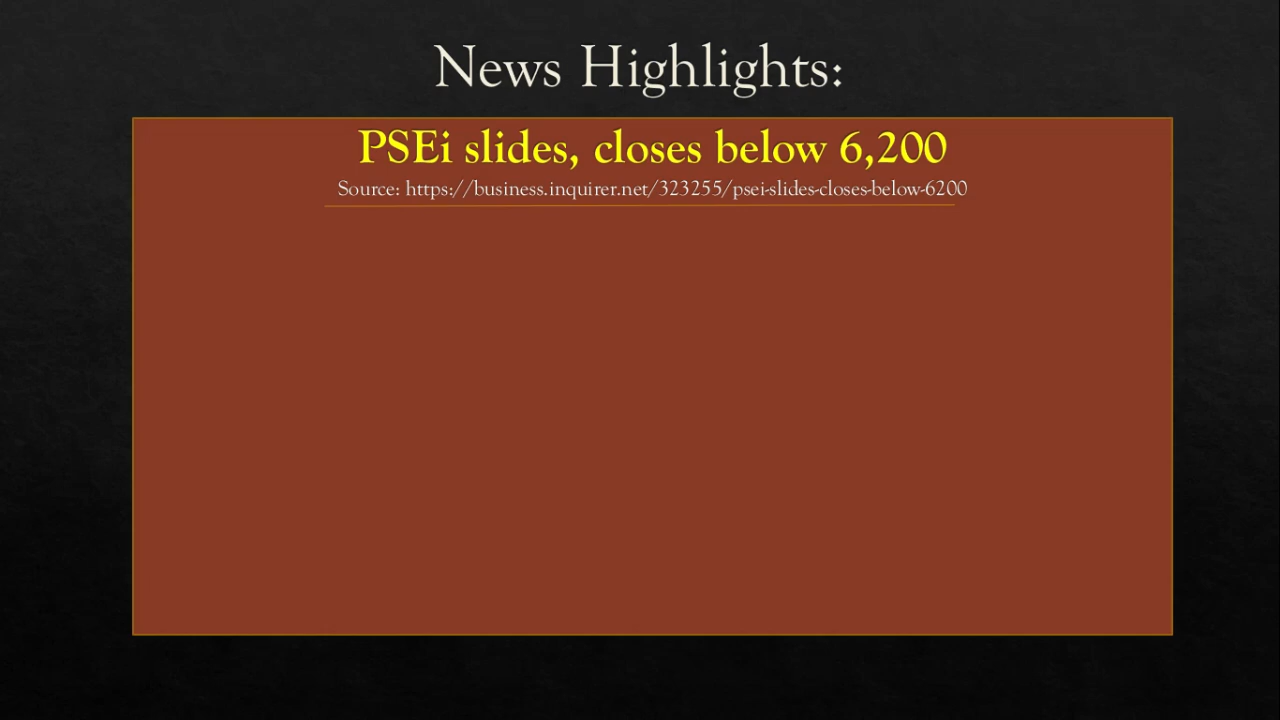 News Highlights:
PSEi slides, closes below 6,200
Source: https://business.inquirer.net/323255/psei-slides-closes-below-6200